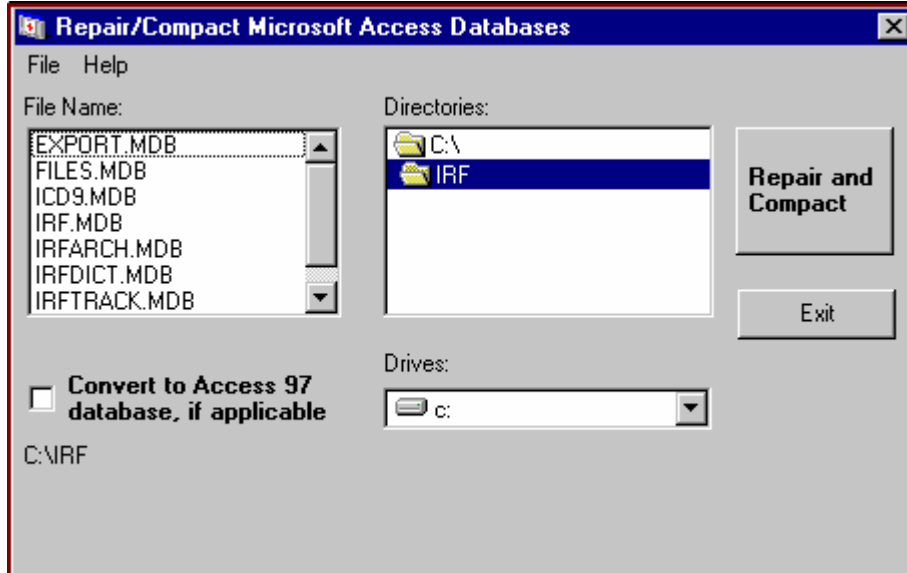 Repair/Compact Microsoft Access Databases
File Help
File Name:
EXPORT.MDB
FILES.MDB
ICD9.MDB
IRF.MDB
IRFARCH.MDB
IRFDICT.MDB
IRFTRACK.MDB
Directories:
C:\
IRF
Repair and
Compact
Exit
Convert to Access 97
database, if applicable
Drives:
c:
C:\IRF